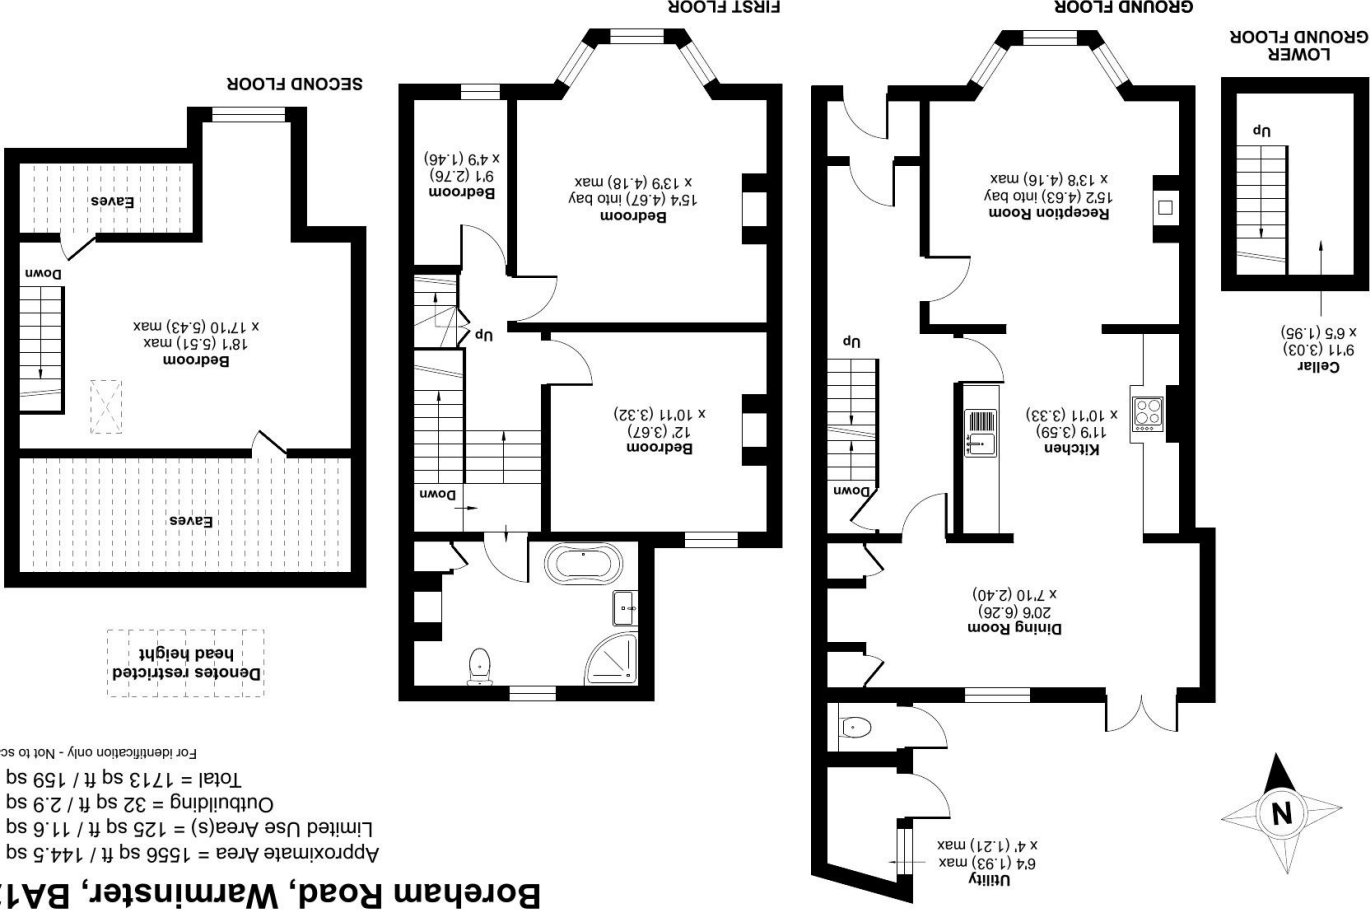 Boreham Road, Warminster, BA1
Approximate Area = 1556 sq ft / 144.5 sq
Limited Use Area(s) = 125 sq ft / 11.6 sq
Outbuilding = 32 sq ft / 2.9 sq
Total = 1713 sq ft / 159 sq
For identification only - Not to sca
Denotes restricted
head height
N
Utility
6'4 (1.93) max
x 4' (1.21) max
Dining Room
20'6 (6.26)
x 7'10 (2.40)
Down
Kitchen
11'9 (3.59)
x 10'11 (3.33)
Up
Reception Room
15'2 (4.63) into bay
x 13'8 (4.16) max
GROUND FLOOR
Cellar
9'11 (3.03)
x 6'5 (1.95)
Up
LOWER
GROUND FLOOR
Down
Bedroom
12' (3.67)
x 10'11 (3.32)
Up
Bedroom
15'4 (4.67) into bay
x 13'9 (4.18) max
Bedroom
9'1 (2.76)
x 4'9 (1.46)
FIRST FLOOR
Eaves
Bedroom
18'1 (5.51) max
x 17'10 (5.43) max
Down
Eaves
SECOND FLOOR